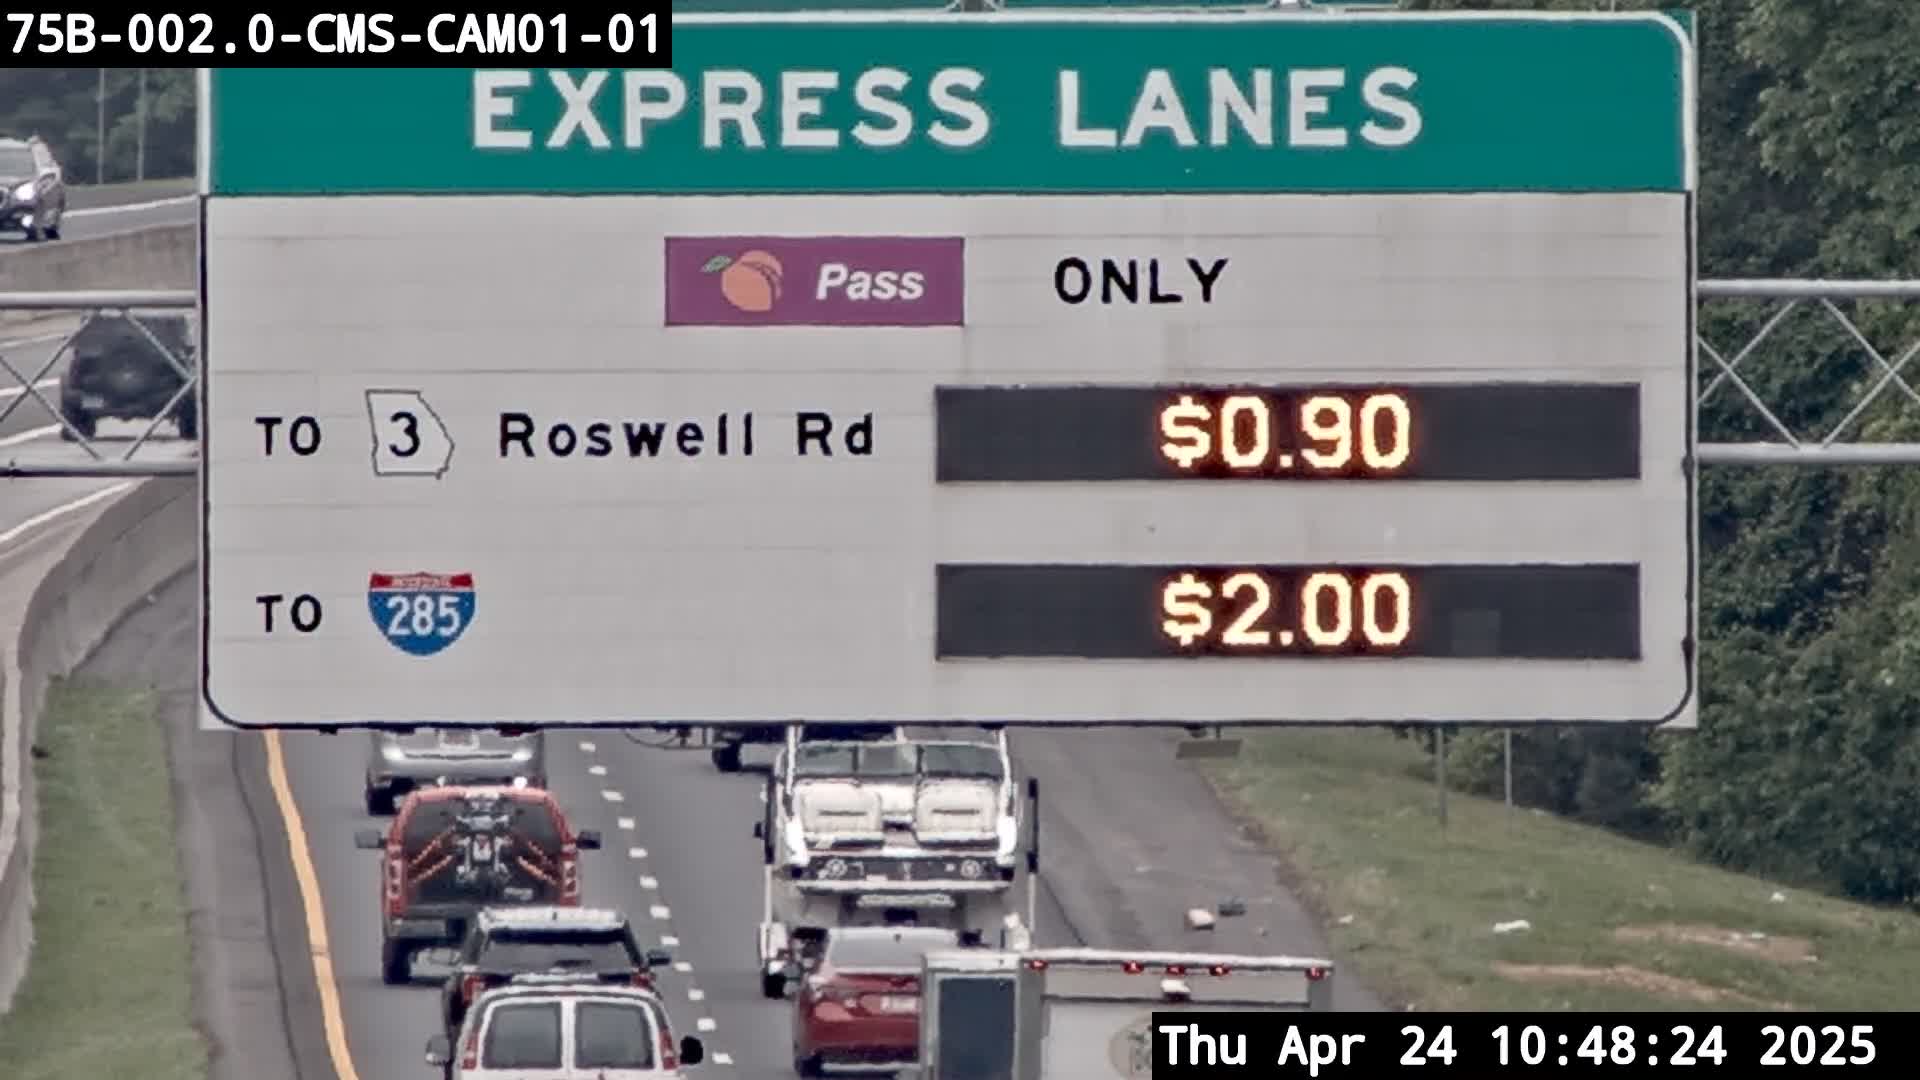 75B-002.0-CMS-CAM01-01
EXPRESS LANES
Pass ONLY
TO 3 Roswell Rd $0.90
INTERSTATE
TO 285 $2.00
Thu Apr 24 10:48:24 2025